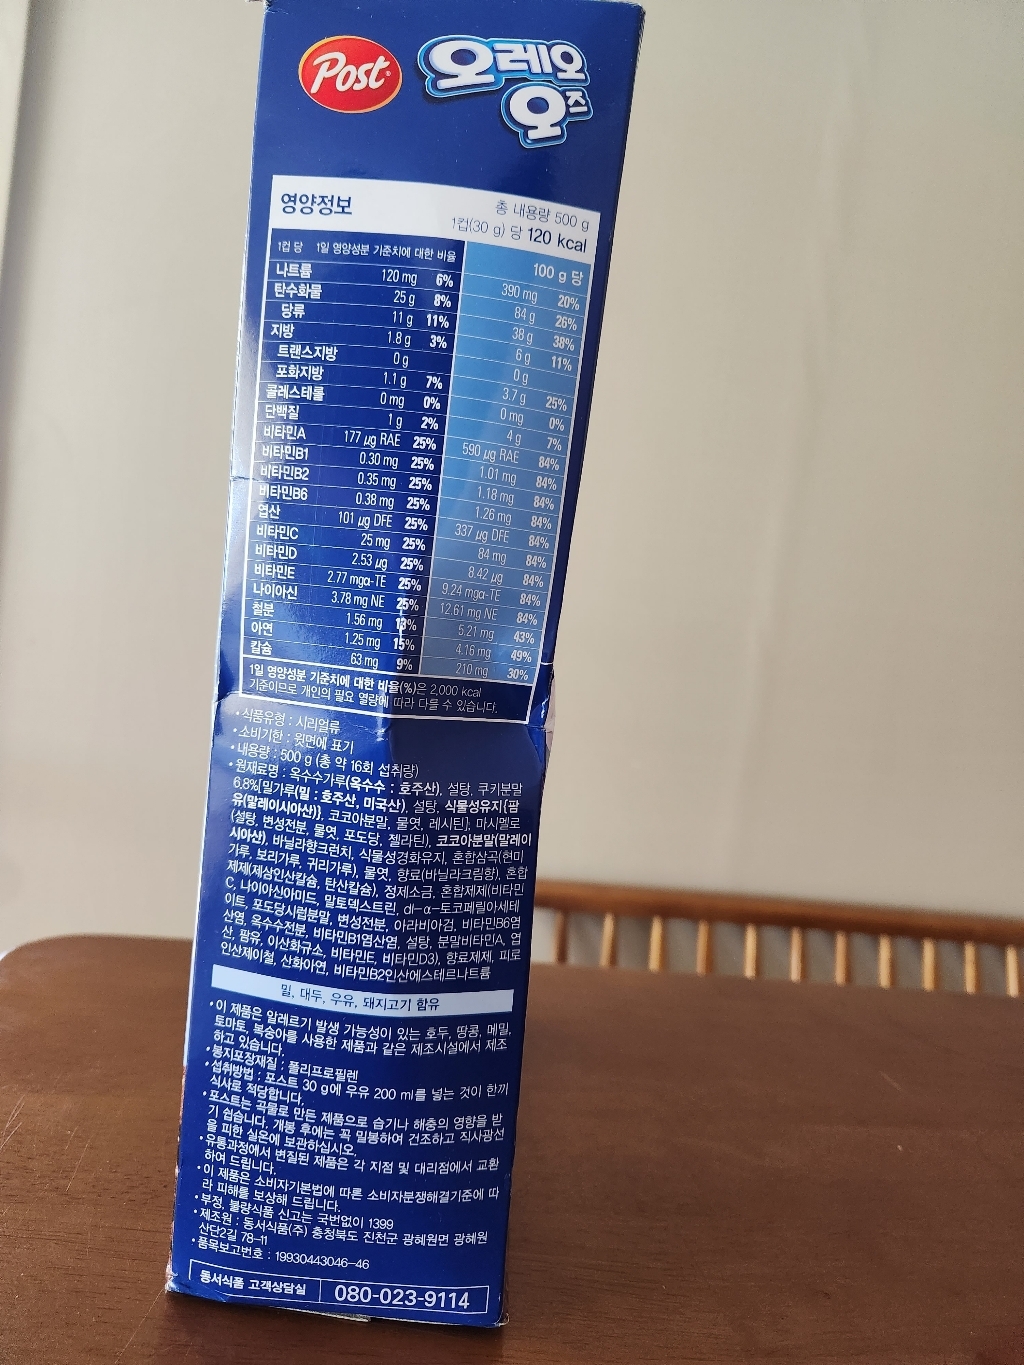 Post
오레오
오즈
영양정보
총 내용량 500 g
1컵(30 g) 당 120 kcal
1컵 당 1일 영양성분 기준치에 대한 비율 100 g 당
나트륨 120 mg 6% 390 mg 20%
탄수화물 25 g 8% 84 g 26%
당류 11 g 11% 38 g 38%
지방 1.8 g 3% 6 g 11%
트랜스지방 0 g 0 g
포화지방 1.1 g 7% 3.7 g 25%
콜레스테롤 0 mg 0% 0 mg 0%
단백질 1 g 2% 4 g 7%
비타민A 177 μg RAE 25% 590 μg RAE 84%
비타민B1 0.30 mg 25% 1.01 mg 84%
비타민B2 0.35 mg 25% 1.18 mg 84%
비타민B6 0.38 mg 25% 1.26 mg 84%
엽산 101 μg DFE 25% 337 μg DFE 84%
비타민C 25 mg 25% 84 mg 84%
비타민D 2.53 μg 25% 8.42 μg 84%
비타민E 2.77 mgα-TE 25% 9.24 mgα-TE 84%
나이아신 3.78 mg NE 25% 12.61 mg NE 84%
철분 1.56 mg 13% 5.21 mg 43%
아연 1.25 mg 15% 4.16 mg 49%
칼슘 63 mg 9% 210 mg 30%
1일 영양성분 기준치에 대한 비율(%)은 2,000 kcal
기준이므로 개인의 필요 열량에 따라 다를 수 있습니다.
•식품유형 : 시리얼류
•소비기한 : 윗면에 표기
•내용량 : 500 g (총 약 16회 섭취량)
•원재료명 : 옥수수가루(옥수수 : 호주산), 설탕, 쿠키분말
6.8%[밀가루(밀 : 호주산, 미국산), 설탕, 식물성유지{팜
유(말레이시아산)}, 코코아분말, 물엿, 레시틴], 마시멜로
(설탕, 변성전분, 물엿, 포도당, 젤라틴), 코코아분말(말레이
시아산), 바닐라향크런치, 식물성경화유지, 혼합삼곡(현미
가루, 보리가루, 귀리가루), 물엿, 향료(바닐라크림향), 혼합
제제(제삼인산칼슘, 탄산칼슘), 정제소금, 혼합제제(비타민
C, 나이아신아미드, 말토덱스트린, dl-α-토코페릴아세테
이트, 포도당시럽분말, 변성전분, 아라비아검, 비타민B6염
산염, 옥수수전분, 비타민B1염산염, 설탕, 분말비타민A, 엽
산, 팜유, 이산화규소, 비타민E, 비타민D3), 향료제제, 피로
인산제이철, 산화아연, 비타민B2인산에스테르나트륨
밀, 대두, 우유, 돼지고기 함유
•이 제품은 알레르기 발생 가능성이 있는 호두, 땅콩, 메밀,
토마토, 복숭아를 사용한 제품과 같은 제조시설에서 제조
하고 있습니다.
•봉지포장재질 : 폴리프로필렌
•섭취방법 : 포스트 30 g에 우유 200 ml를 넣는 것이 한끼
식사로 적당합니다.
•포스트는 곡물로 만든 제품으로 습기나 해충의 영향을 받
기 쉽습니다. 개봉 후에는 꼭 밀봉하여 건조하고 직사광선
을 피한 실온에 보관하십시오.
•유통과정에서 변질된 제품은 각 지점 및 대리점에서 교환
하여 드립니다.
•이 제품은 소비자기본법에 따른 소비자분쟁해결기준에 따
라 피해를 보상해 드립니다.
•부정, 불량식품 신고는 국번없이 1399
•제조원 : 동서식품(주) 충청북도 진천군 광혜원면 광혜원
산단2길 78-11
•품목보고번호 : 19930443046-46
동서식품 고객상담실 080-023-9114